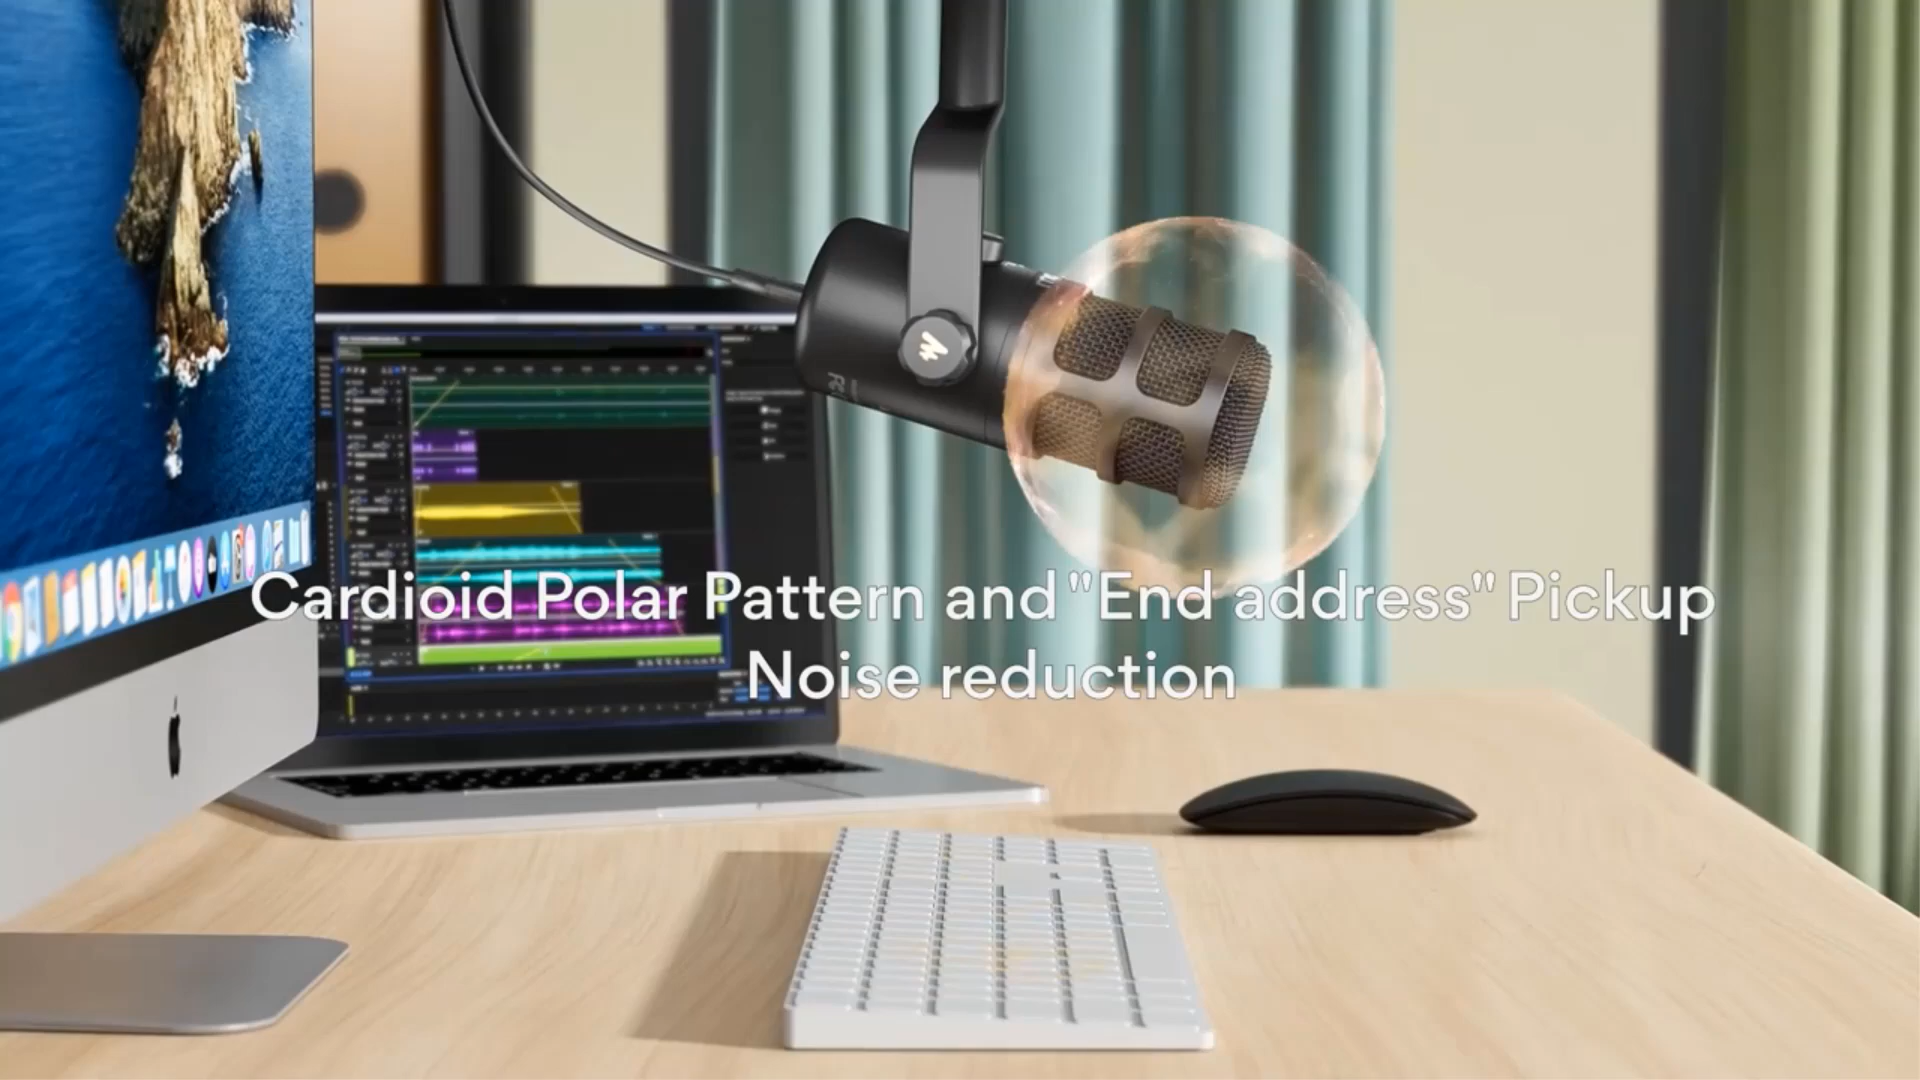 Cardioid Polar Pattern and "End address" Pickup
Noise reduction